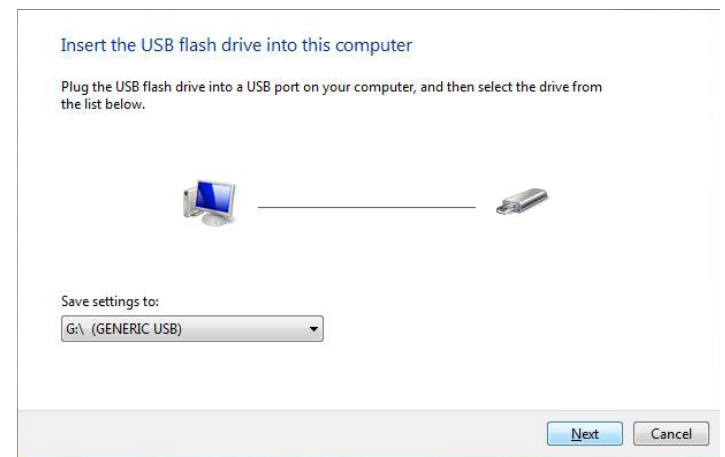 Insert the USB flash drive into this computer
Plug the USB flash drive into a USB port on your computer, and then select the drive from
the list below.
Save settings to:
G:\ (GENERIC USB)
Next Cancel